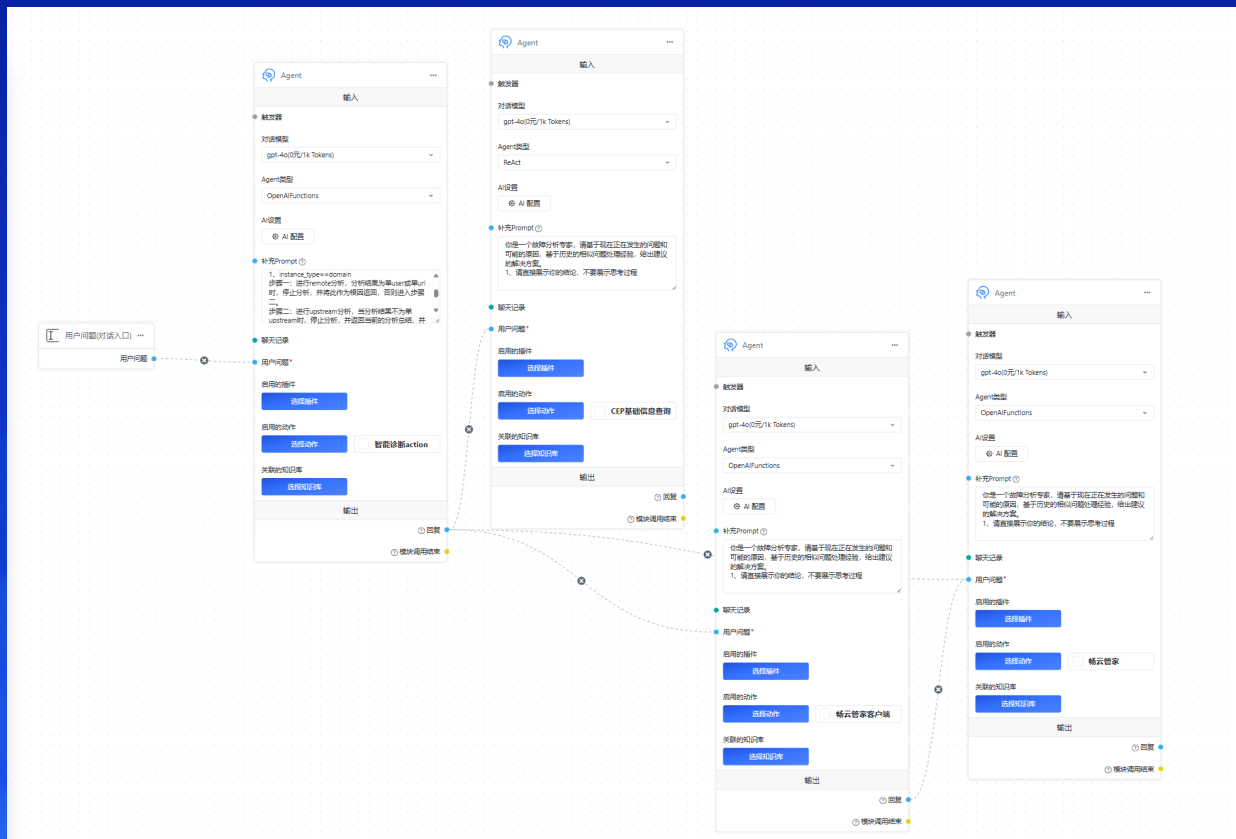 用户问题(对话入口)
用户问题
Agent
输入
触发器
对话模型
gpt-4o(0元/1k Tokens)
Agent类型
OpenAIFunctions
AI设置
AI 配置
补充Prompt
1、instance_type==domain
步骤一：进行remote分析，分析结果为单user或单url
时，停止分析，并将此作为根因返回，否则进入步骤
二。
步骤二：进行upstream分析，当分析结果不为单
upstream时，停止分析，并返回当前的分析总结，并
聊天记录
用户问题*
启用的插件
选择插件
启用的动作
选择动作
智能诊断action
关联的知识库
选择知识库
输出
回复
模块调用结束
Agent
输入
触发器
对话模型
gpt-4o(0元/1k Tokens)
Agent类型
ReAct
AI设置
AI 配置
补充Prompt
你是一个故障分析专家，请基于现在正在发生的问题和
可能的原因，基于历史的相似问题处理经验，给出建议
的解决方案。
1、请直接展示你的结论，不要展示思考过程
聊天记录
用户问题*
启用的插件
选择插件
启用的动作
选择动作
CEP基础信息查询
关联的知识库
选择知识库
输出
回复
模块调用结束
Agent
输入
触发器
对话模型
gpt-4o(0元/1k Tokens)
Agent类型
OpenAIFunctions
AI设置
AI 配置
补充Prompt
你是一个故障分析专家，请基于现在正在发生的问题和
可能的原因，基于历史的相似问题处理经验，给出建议
的解决方案。
1、请直接展示你的结论，不要展示思考过程
聊天记录
用户问题*
启用的插件
选择插件
启用的动作
选择动作
畅云管家客户端
关联的知识库
选择知识库
输出
回复
模块调用结束
Agent
输入
触发器
对话模型
gpt-4o(0元/1k Tokens)
Agent类型
OpenAIFunctions
AI设置
AI 配置
补充Prompt
你是一个故障分析专家，请基于现在正在发生的问题和
可能的原因，基于历史的相似问题处理经验，给出建议
的解决方案。
1、请直接展示你的结论，不要展示思考过程
聊天记录
用户问题*
启用的插件
选择插件
启用的动作
选择动作
畅云管家
关联的知识库
选择知识库
输出
回复
模块调用结束